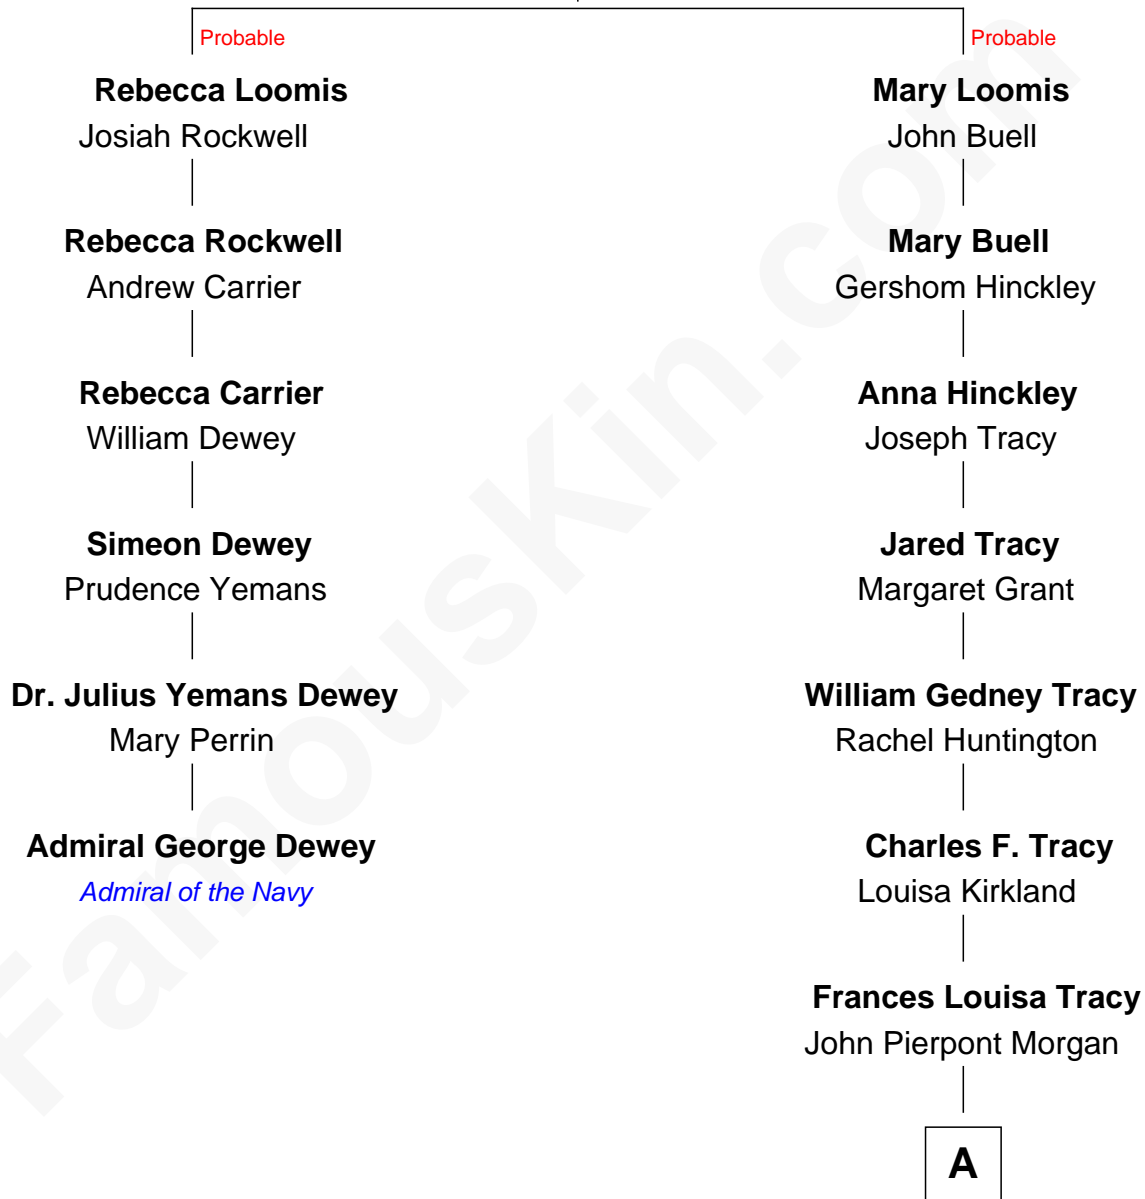 Probable
Rebecca Loomis
Josiah Rockwell
Rebecca Rockwell
Andrew Carrier
Rebecca Carrier
William Dewey
Simeon Dewey
Prudence Yemans
Dr. Julius Yemans Dewey
Mary Perrin
Admiral George Dewey
Admiral of the Navy
Probable
Mary Loomis
John Buell
Mary Buell
Gershom Hinckley
Anna Hinckley
Joseph Tracy
Jared Tracy
Margaret Grant
William Gedney Tracy
Rachel Huntington
Charles F. Tracy
Louisa Kirkland
Frances Louisa Tracy
John Pierpont Morgan
A
FamousKin.com